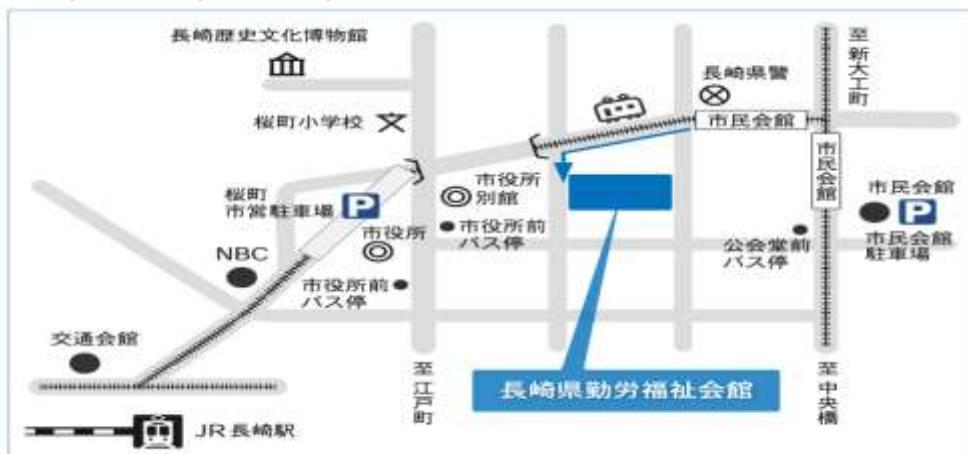 長崎歴史文化博物館
至新大工町
長崎県警
桜町小学校
市民会館
市民会館
市役所
別館
市民会館
桜町
市営駐車場
P
P
市役所前
バス停
市役所
公会堂前
バス停
市民会館
駐車場
NBC
市役所前
バス停
交通会館
至江戸町
長崎県勤労福祉会館
至中央橋
JR長崎駅